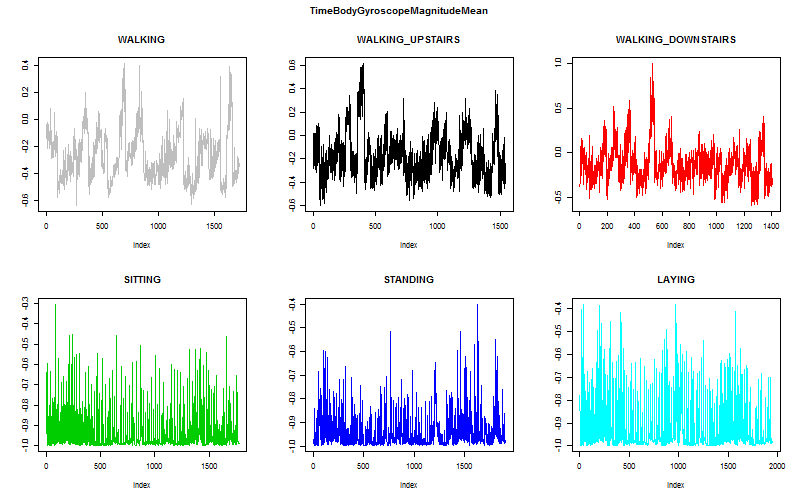 TimeBodyGyroscopeMagnitudeMean
WALKING WALKING_UPSTAIRS WALKING_DOWNSTAIRS
0.4 0.2 0.0 -0.2 -0.4 -0.6
0.6 0.4 0.2 0.0 -0.2 -0.4 -0.6
1.0 0.5 0.0 -0.5
0 500 1000 1500
0 500 1000 1500
0 200 400 600 800 1000 1200 1400
Index Index Index
SITTING STANDING LAYING
-0.3 -0.4 -0.5 -0.6 -0.7 -0.8 -0.9 -1.0
-0.4 -0.5 -0.6 -0.7 -0.8 -0.9 -1.0
-0.4 -0.5 -0.6 -0.7 -0.8 -0.9 -1.0
0 500 1000 1500
0 500 1000 1500
0 500 1000 1500 2000
Index Index Index